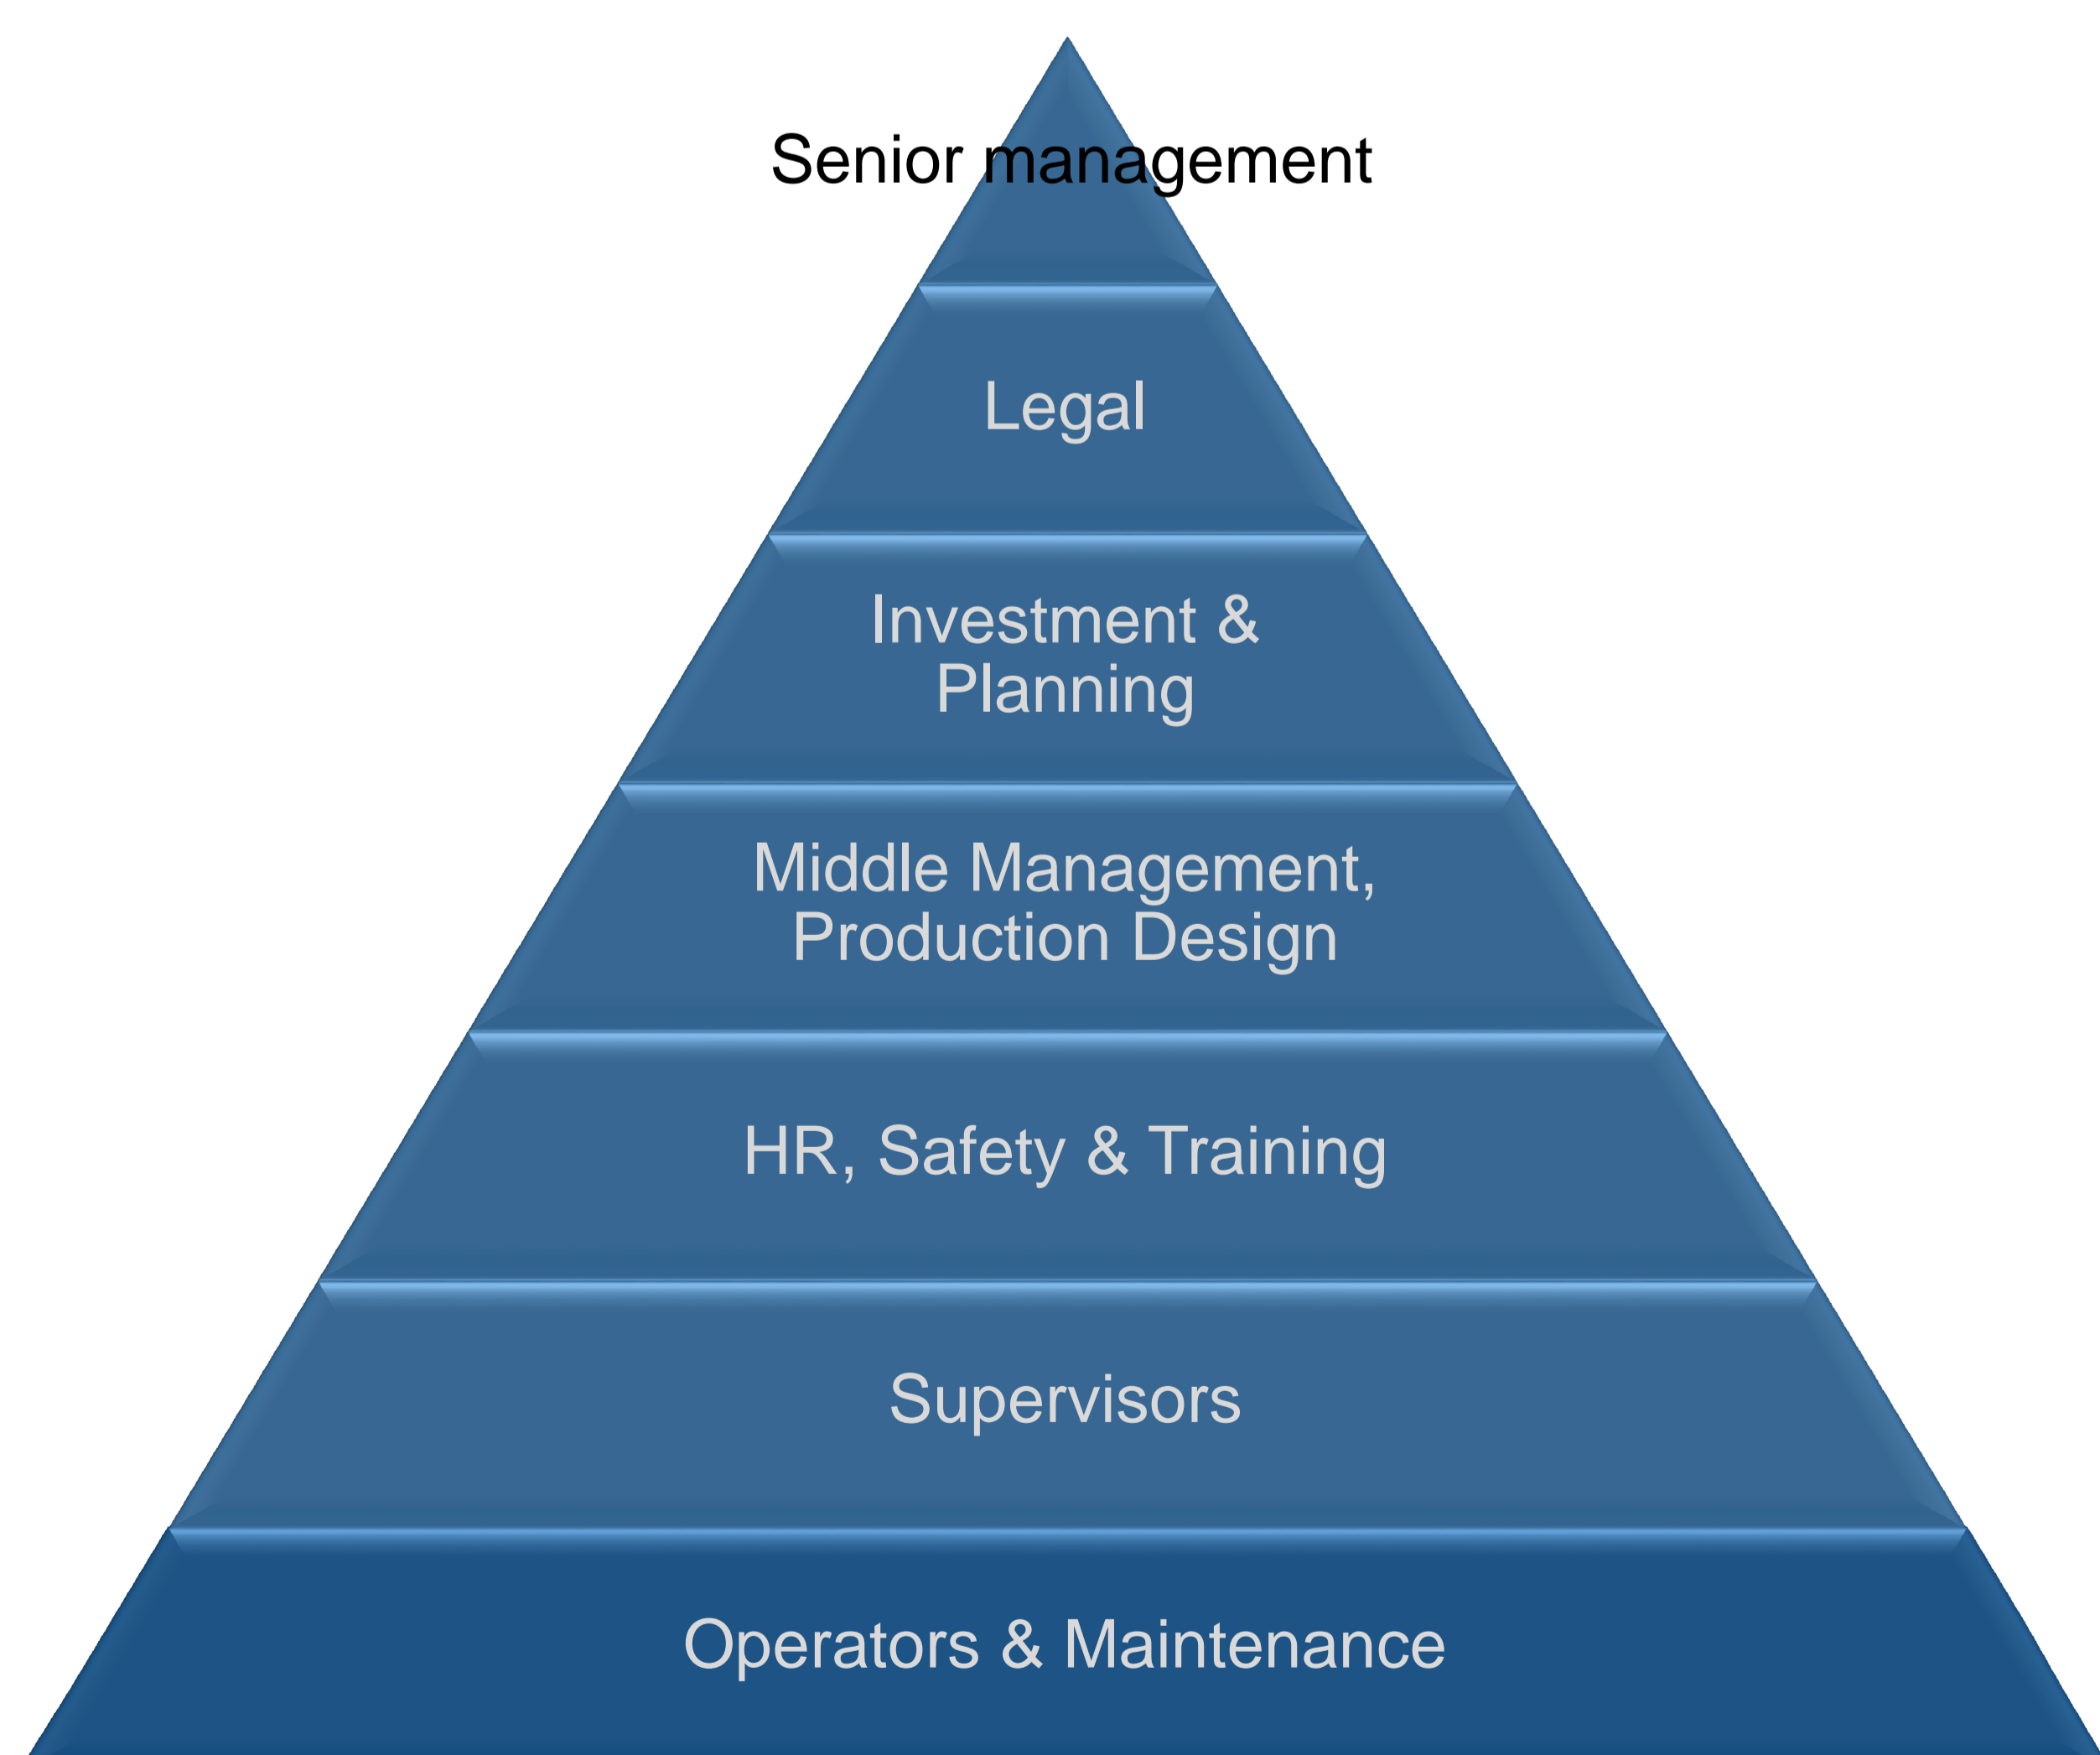 Senior management
Legal
Investment &
Planning
Middle Management,
Production Design
HR, Safety & Training
Supervisors
Operators & Maintenance